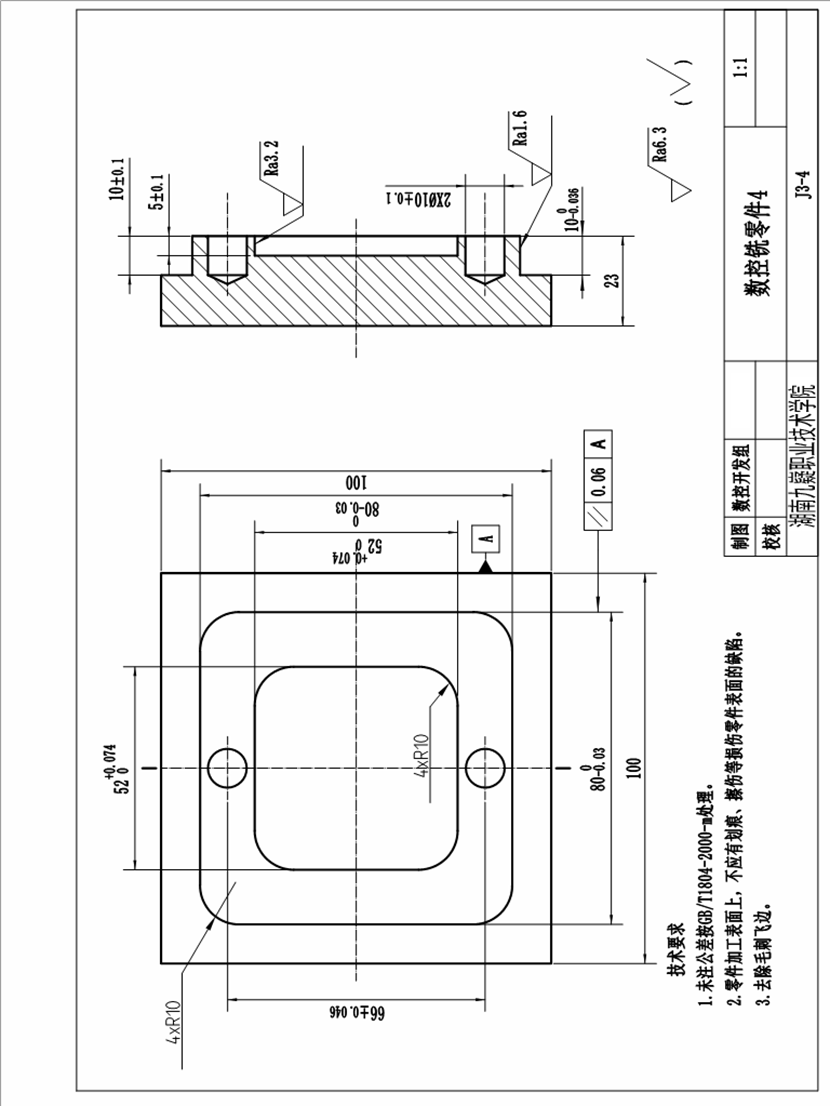 10±0.1
5±0.1
Ra3.2
2XØ10±0.1
Ra1.6
0
10-0.036
23
Ra6.3
( )
100
0
80-0.03
+0.074
52 0
A
// 0.06 A
+0.074
52 0
4xR10
4xR10
66±0.046
0
80-0.03
100
技术要求
1.未注公差按GB/T1804-2000-m处理。
2.零件加工表面上，不应有划痕、擦伤等损伤零件表面的缺陷。
3.去除毛刺飞边。
制图 数控开发组
校核
数控铣零件4
1:1
湖南九嶷职业技术学院
J3-4